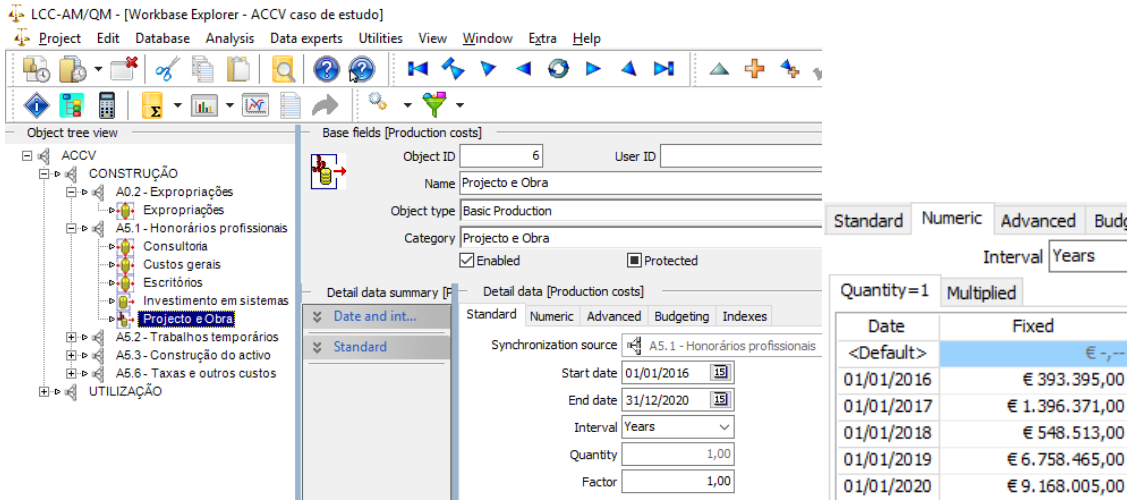 LCC-AM/QM - [Workbase Explorer - ACCV caso de estudo]
Project Edit Database Analysis Data experts Utilities View Window Extra Help
Object tree view
ACCV
CONSTRUÇÃO
A0.2 - Expropriações
Expropriações
A5.1 - Honorários profissionais
Consultoria
Custos gerais
Escritórios
Investimento em sistemas
Projecto e Obra
A5.2 - Trabalhos temporários
A5.3 - Construção do activo
A5.6 - Taxas e outros custos
UTILIZAÇÃO
Base fields [Production costs]
Object ID 6 User ID
Name Projecto e Obra
Object type Basic Production
Category Projecto e Obra
Enabled Protected
Detail data summary [P
Date and int...
Standard
Detail data [Production costs]
Standard Numeric Advanced Budgeting Indexes
Synchronization source A5.1 - Honorários profissionais
Start date 01/01/2016 15
End date 31/12/2020 15
Interval Years
Quantity 1,00
Factor 1,00
Standard Numeric Advanced Budg
Interval Years
Quantity=1 Multiplied
Date Fixed
<Default> € -,--
01/01/2016 € 393.395,00
01/01/2017 € 1.396.371,00
01/01/2018 € 548.513,00
01/01/2019 € 6.758.465,00
01/01/2020 € 9.168.005,00